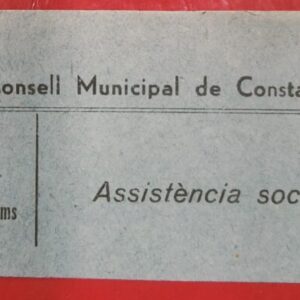 onsell Municipal de Consta
Assistència soc
ms